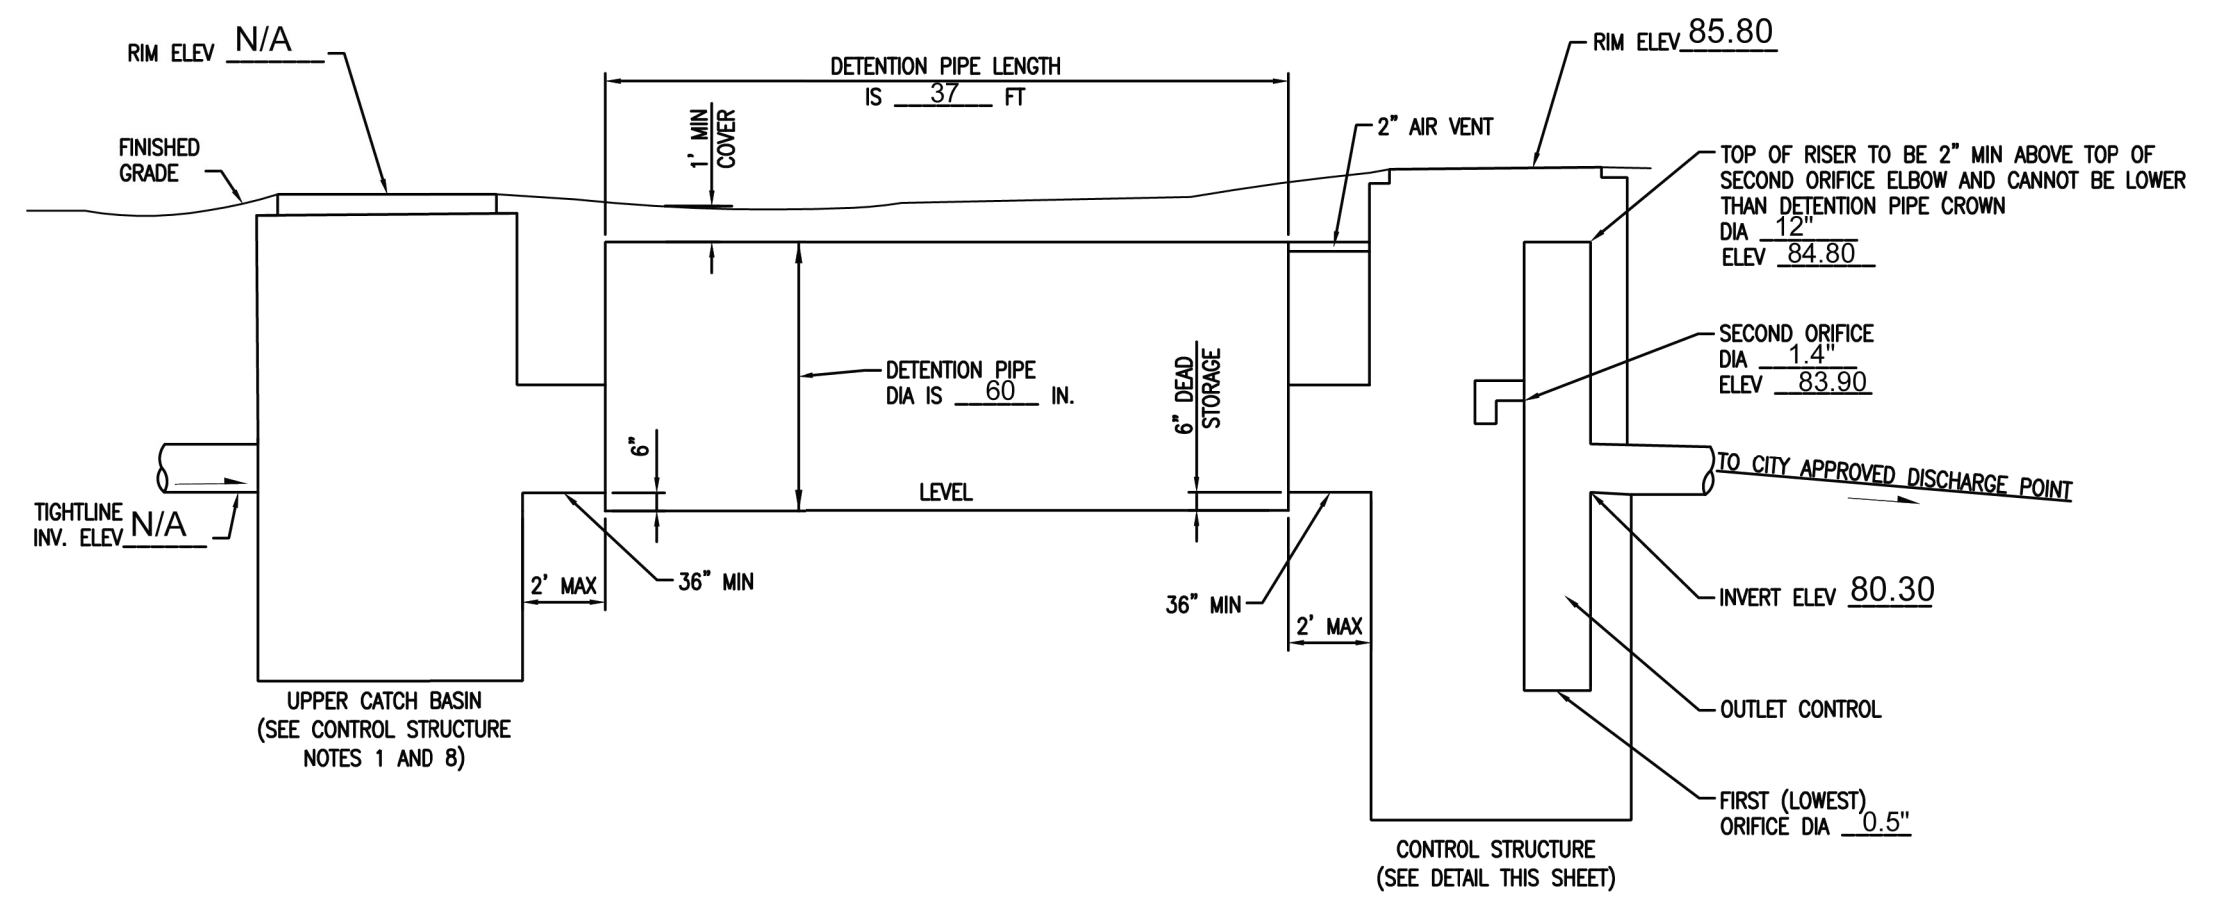 RIM ELEV N/A
FINISHED
GRADE
DETENTION PIPE LENGTH
IS 37 FT
1' MIN
COVER
2" AIR VENT
RIM ELEV 85.80
TOP OF RISER TO BE 2" MIN ABOVE TOP OF
SECOND ORIFICE ELBOW AND CANNOT BE LOWER
THAN DETENTION PIPE CROWN
DIA 12"
ELEV 84.80
SECOND ORIFICE
DIA 1.4"
ELEV 83.90
DETENTION PIPE
DIA IS 60 IN.
6" DEAD
STORAGE
6"
LEVEL
TO CITY APPROVED DISCHARGE POINT
TIGHTLINE
INV. ELEV N/A
2' MAX
36" MIN
36" MIN
2' MAX
INVERT ELEV 80.30
OUTLET CONTROL
UPPER CATCH BASIN
(SEE CONTROL STRUCTURE
NOTES 1 AND 8)
FIRST (LOWEST)
ORIFICE DIA 0.5"
CONTROL STRUCTURE
(SEE DETAIL THIS SHEET)